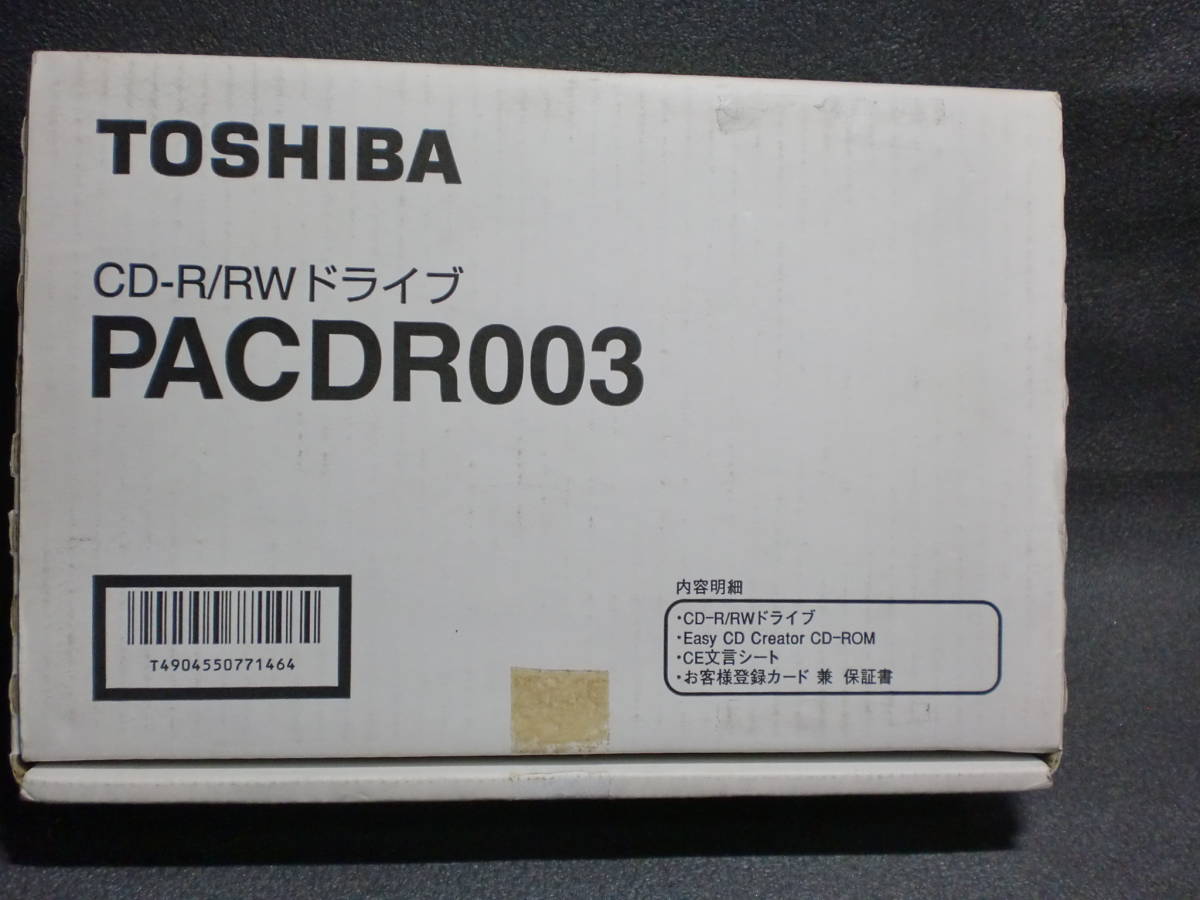 TOSHIBA
CD-R/RWドライブ
PACDR003
T4904550771464
内容明細
・CD-R/RWドライブ
・Easy CD Creator CD-ROM
・CE文言シート
・お客様登録カード 兼 保証書